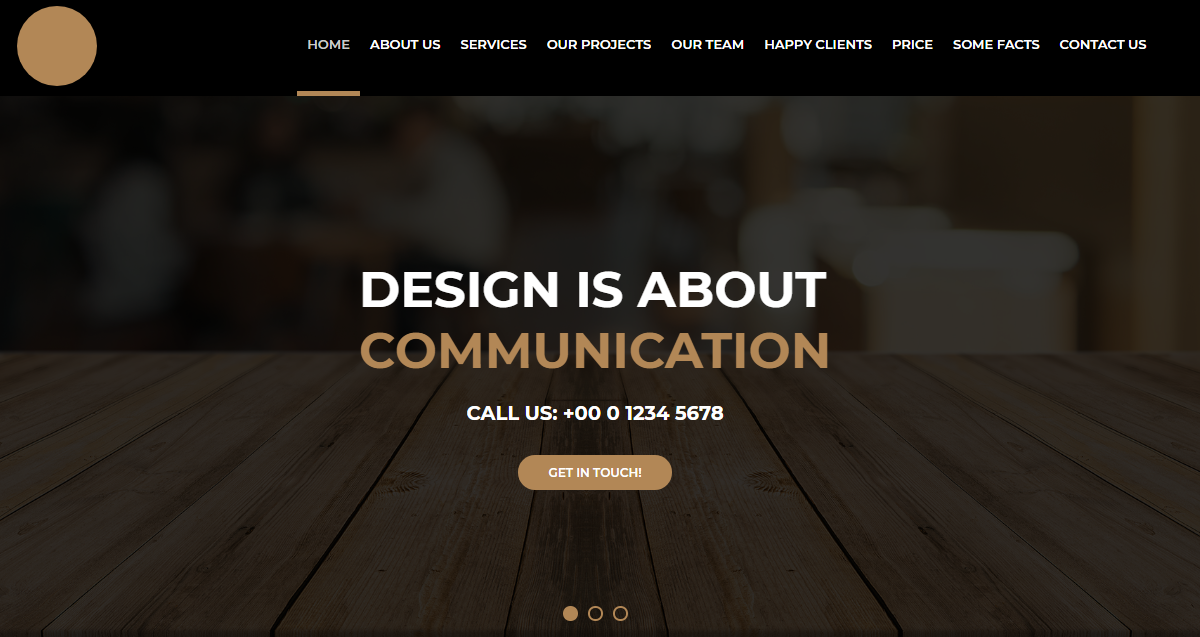 HOME ABOUT US SERVICES OUR PROJECTS OUR TEAM HAPPY CLIENTS PRICE SOME FACTS CONTACT US
DESIGN IS ABOUT
COMMUNICATION
CALL US: +00 0 1234 5678
GET IN TOUCH!